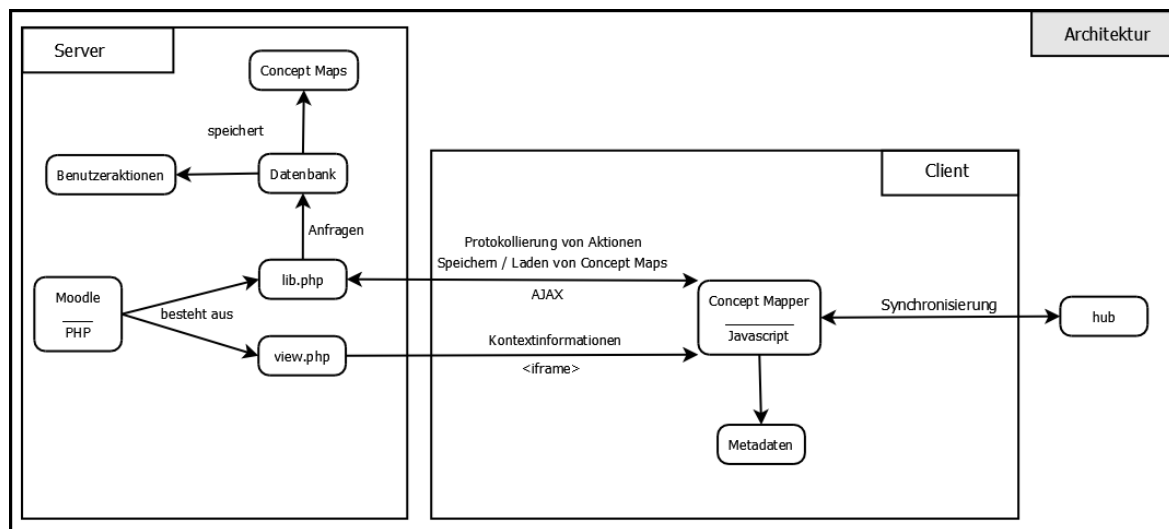 Architektur
Server
Concept Maps
speichert
Benutzeraktionen
Datenbank
Anfragen
Moodle
PHP
besteht aus
lib.php
view.php
Client
Protokollierung von Aktionen
Speichern / Laden von Concept Maps
AJAX
Kontextinformationen
<iframe>
Concept Mapper
Javascript
Metadaten
Synchronisierung
hub